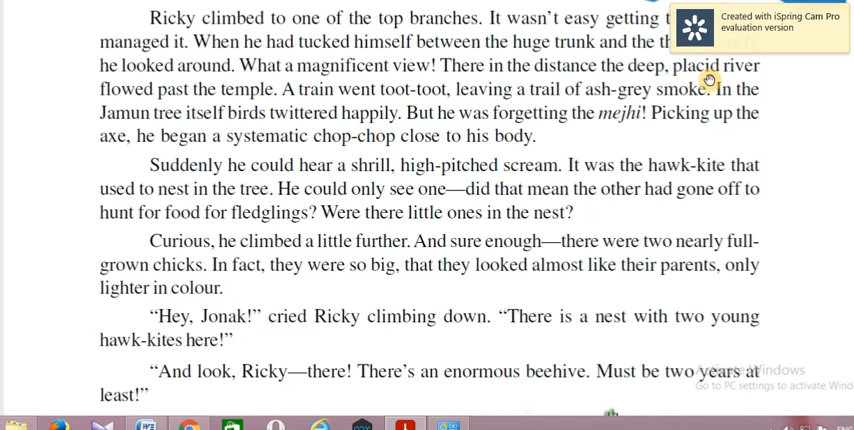 Ricky climbed to one of the top branches. It wasn't easy getting
Created with iSpring Cam Pro
evaluation version
managed it. When he had tucked himself between the huge trunk and the
he looked around. What a magnificent view! There in the distance the deep, placid river
flowed past the temple. A train went toot-toot, leaving a trail of ash-grey smoke. In the
Jamun tree itself birds twittered happily. But he was forgetting the mejhi! Picking up the
axe, he began a systematic chop-chop close to his body.
Suddenly he could hear a shrill, high-pitched scream. It was the hawk-kite that
used to nest in the tree. He could only see one—did that mean the other had gone off to
hunt for food for fledglings? Were there little ones in the nest?
Curious, he climbed a little further. And sure enough—there were two nearly full-
grown chicks. In fact, they were so big, that they looked almost like their parents, only
lighter in colour.
“Hey, Jonak!” cried Ricky climbing down. “There is a nest with two young
hawk-kites here!”
“And look, Ricky—there! There's an enormous beehive. Must be two years at
least!”
Activate Windows
Go to PC settings to activate Wind
ENG